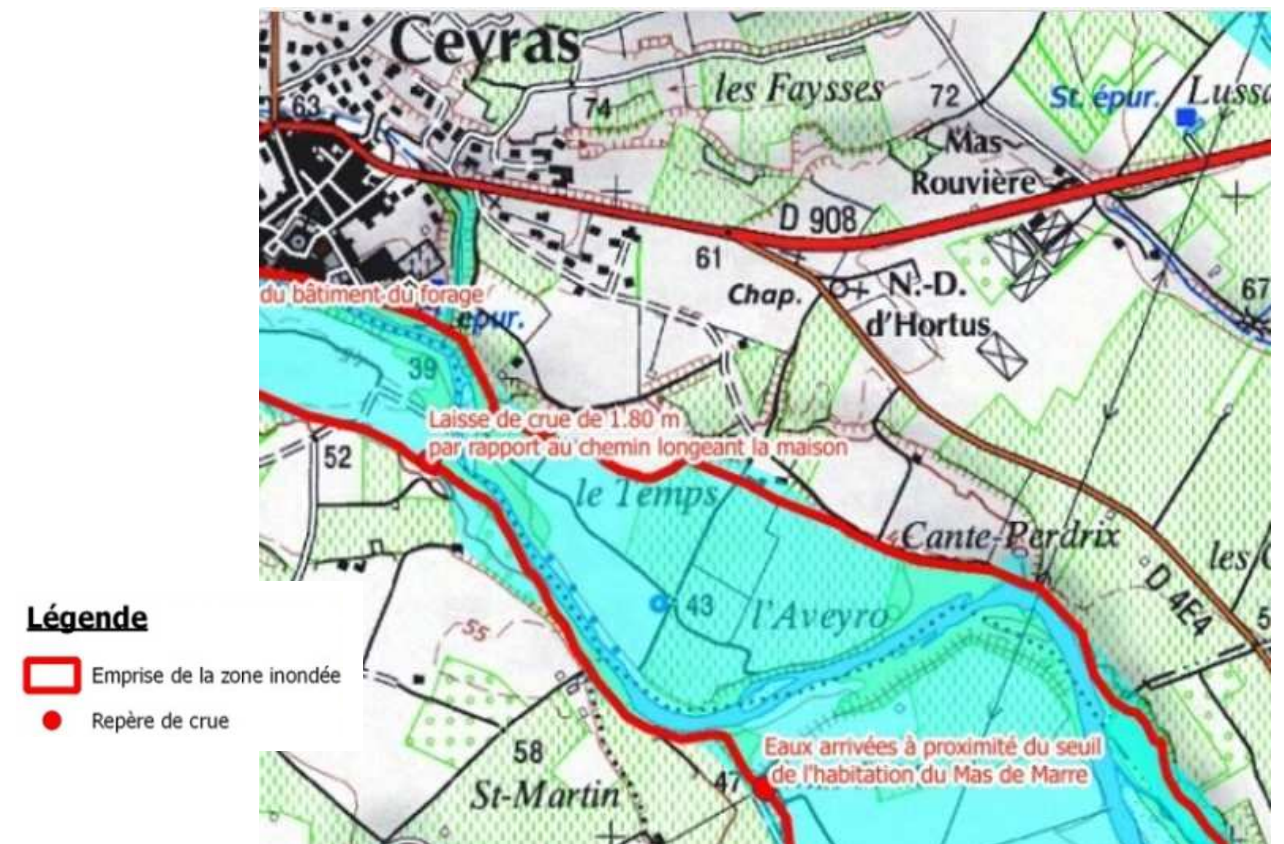 Ceyras
les Faysses
74
72
St. épur.
Lussa
63
Mas
Rouvière
D 908
61
Chap.
N.-D.
d'Hortus
67
du bâtiment du forage
St. epur.
39
Laisse de crue de 1.80 m
par rapport au chemin longeant la maison
52
le Temps
Cante-Perdrix
les
D 4E4
43
l'Aveyro
55
Légende
Emprise de la zone inondée
Repère de crue
58
St-Martin
47
Eaux arrivées à proximité du seuil
de l'habitation du Mas de Marre